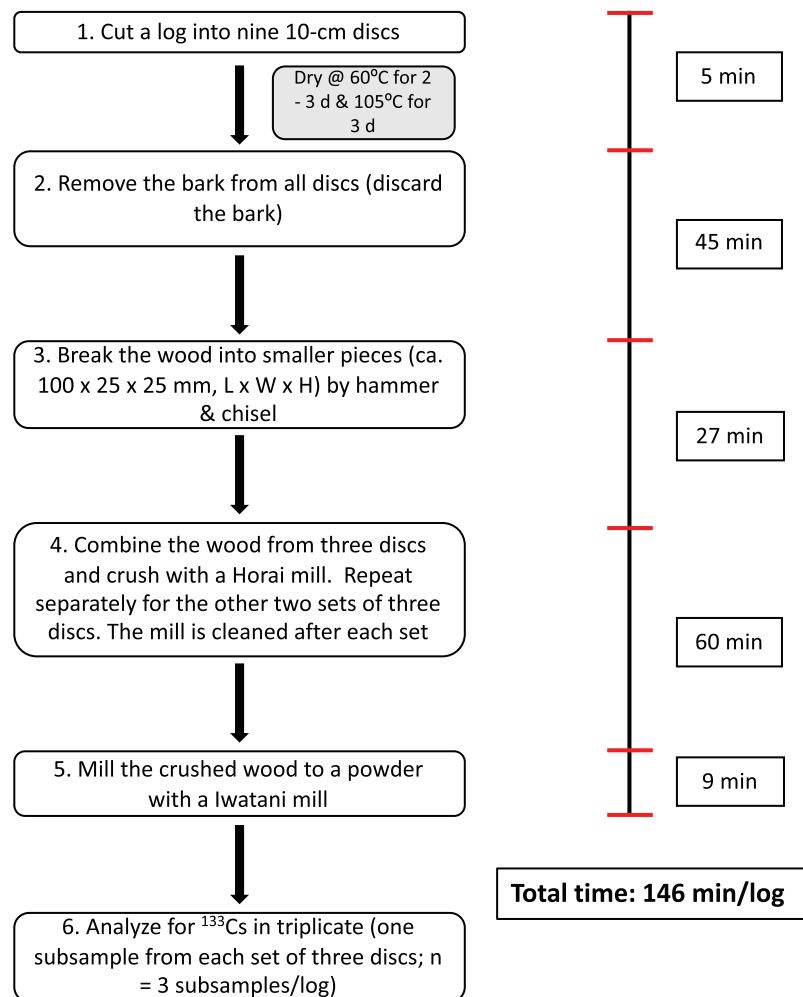 1. Cut a log into nine 10-cm discs
Dry @ 60⁰C for 2
- 3 d & 105⁰C for
3 d
2. Remove the bark from all discs (discard
the bark)
3. Break the wood into smaller pieces (ca.
100 x 25 x 25 mm, L x W x H) by hammer
& chisel
4. Combine the wood from three discs
and crush with a Horai mill. Repeat
separately for the other two sets of three
discs. The mill is cleaned after each set
5. Mill the crushed wood to a powder
with a Iwatani mill
6. Analyze for ¹³³Cs in triplicate (one
subsample from each set of three discs; n
= 3 subsamples/log)
5 min
45 min
27 min
60 min
9 min
Total time: 146 min/log